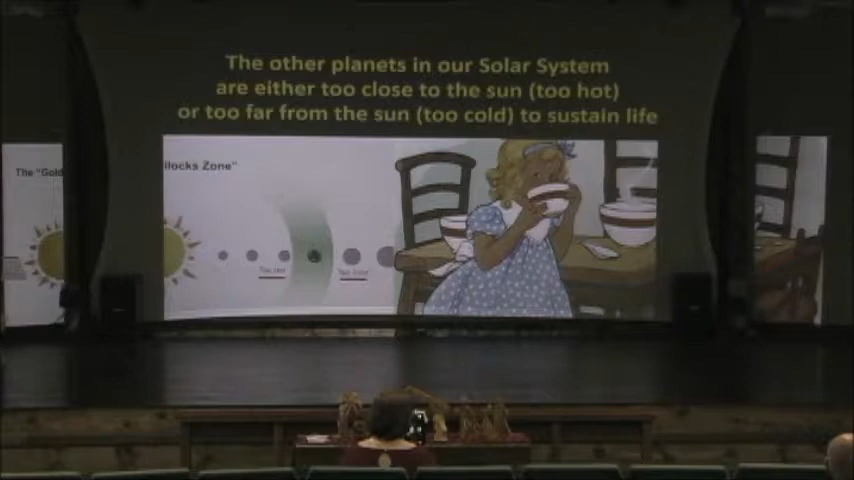 The other planets in our Solar System
are either too close to the sun (too hot)
or too far from the sun (too cold) to sustain life
The "Gold
ilocks Zone"
Too Hot
Too Cold